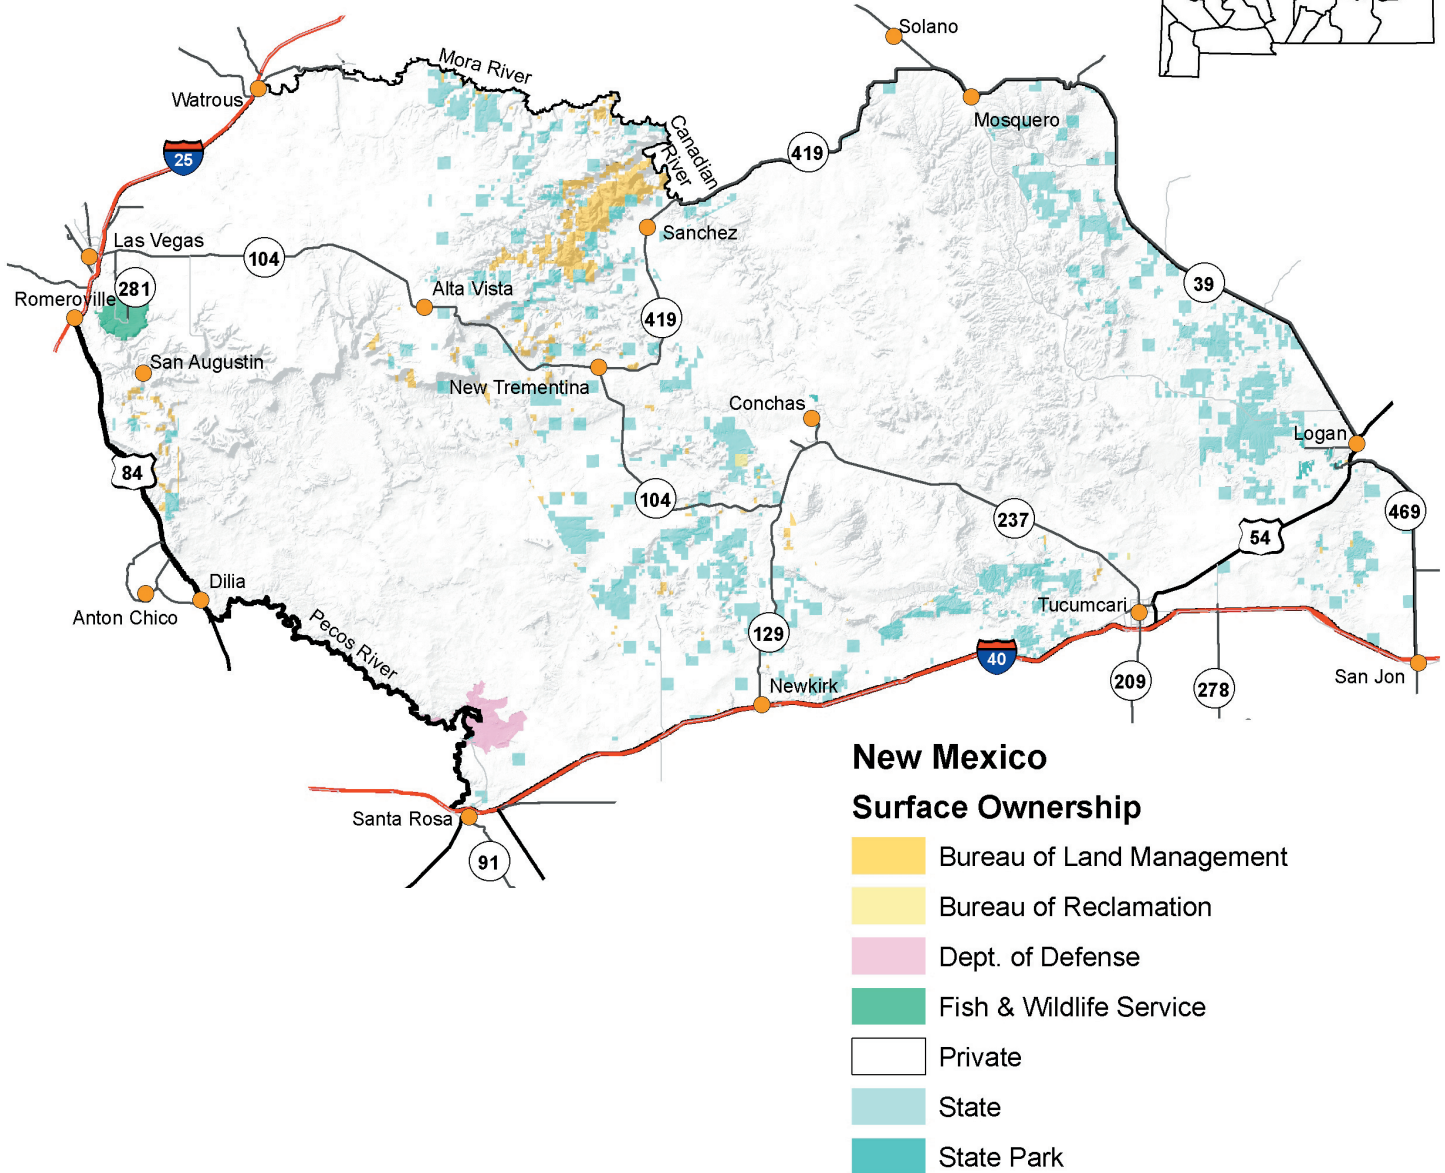 Solano
Mora River
Watrous
Mosquero
Canadian
River
419
25
Las Vegas
Sanchez
104
281
39
Romeroville
Alta Vista
419
San Augustin
New Trementina
Conchas
Logan
84
104
237
469
54
Dilia
Anton Chico
Tucumcari
Pecos River
129
40
San Jon
209
278
Newkirk
Santa Rosa
91
New Mexico
Surface Ownership
Bureau of Land Management
Bureau of Reclamation
Dept. of Defense
Fish & Wildlife Service
Private
State
State Park